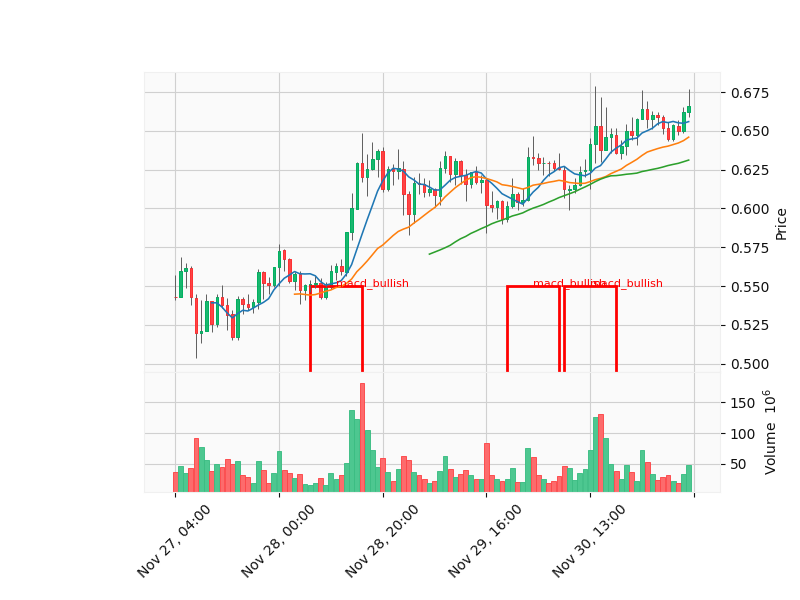 0.675
0.650
0.625
0.600
0.575
0.550
0.525
0.500
Price
macd_bullish
macd_bullish
macd_bullish
150
100
50
Volume 10^6
Nov 27, 04:00
Nov 28, 00:00
Nov 28, 20:00
Nov 29, 16:00
Nov 30, 13:00